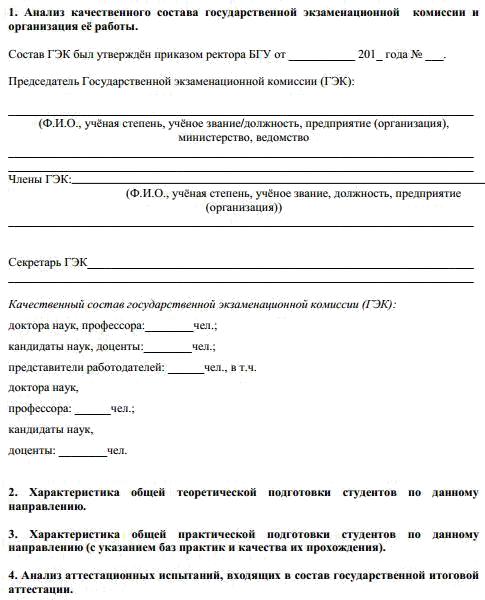 1. Анализ качественного состава государственной экзаменационной комиссии и
организация её работы.
Состав ГЭК был утверждён приказом ректора БГУ от ___________ 201_ года № ___.
Председатель Государственной экзаменационной комиссии (ГЭК):
(Ф.И.О., учёная степень, учёное звание/должность, предприятие (организация),
министерство, ведомство
Члены ГЭК:
(Ф.И.О., учёная степень, учёное звание, должность, предприятие
(организация))
Секретарь ГЭК
Качественный состав государственной экзаменационной комиссии (ГЭК):
доктора наук, профессора:________чел.;
кандидаты наук, доценты:________чел.;
представители работодателей: ______чел., в т.ч.
доктора наук,
профессора: ______чел.;
кандидаты наук,
доценты: ________чел.
2. Характеристика общей теоретической подготовки студентов по данному
направлению.
3. Характеристика общей практической подготовки студентов по данному
направлению (с указанием баз практик и качества их прохождения).
4. Анализ аттестационных испытаний, входящих в состав государственной итоговой
аттестации.